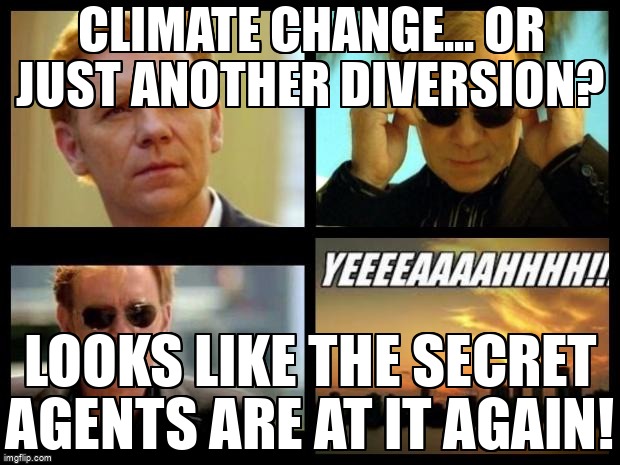 CLIMATE CHANGE... OR
JUST ANOTHER DIVERSION?
YEEEEAAAAHHHH!!!
LOOKS LIKE THE SECRET
AGENTS ARE AT IT AGAIN!
imgflip.com